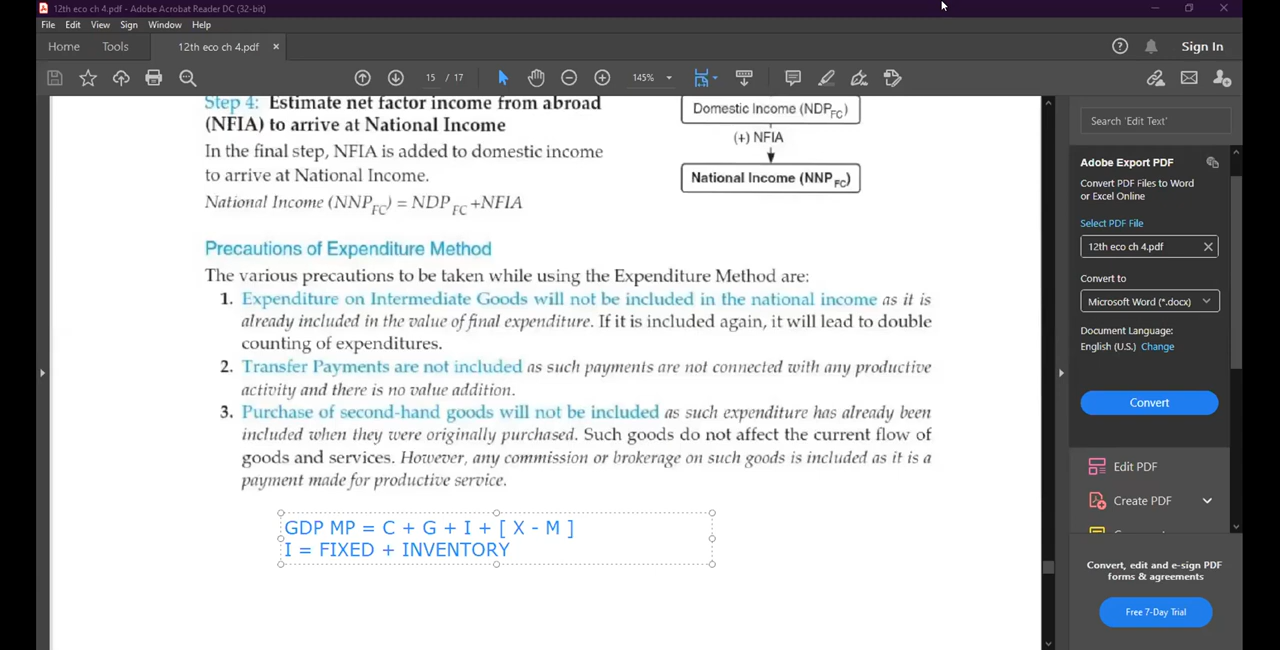 12th eco ch 4.pdf - Adobe Acrobat Reader DC (32-bit)
File Edit View Sign Window Help
Home Tools 12th eco ch 4.pdf × Sign In
15 / 17 145%
Step 4: Estimate net factor income from abroad
(NFIA) to arrive at National Income
In the final step, NFIA is added to domestic income
to arrive at National Income.
National Income (NNP FC) = NDP FC +NFIA
Domestic Income (NDP FC)
(+) NFIA
National Income (NNP FC)
Precautions of Expenditure Method
The various precautions to be taken while using the Expenditure Method are:
1. Expenditure on Intermediate Goods will not be included in the national income as it is
already included in the value of final expenditure. If it is included again, it will lead to double
counting of expenditures.
2. Transfer Payments are not included as such payments are not connected with any productive
activity and there is no value addition.
3. Purchase of second-hand goods will not be included as such expenditure has already been
included when they were originally purchased. Such goods do not affect the current flow of
goods and services. However, any commission or brokerage on such goods is included as it is a
payment made for productive service.
GDP MP = C + G + I + [ X - M ]
I = FIXED + INVENTORY
Search 'Edit Text'
Adobe Export PDF
Convert PDF Files to Word
or Excel Online
Select PDF File
12th eco ch 4.pdf
Convert to
Microsoft Word (*.docx)
Document Language:
English (U.S.) Change
Convert
Edit PDF
Create PDF
Convert, edit and e-sign PDF
forms & agreements
Free 7-Day Trial